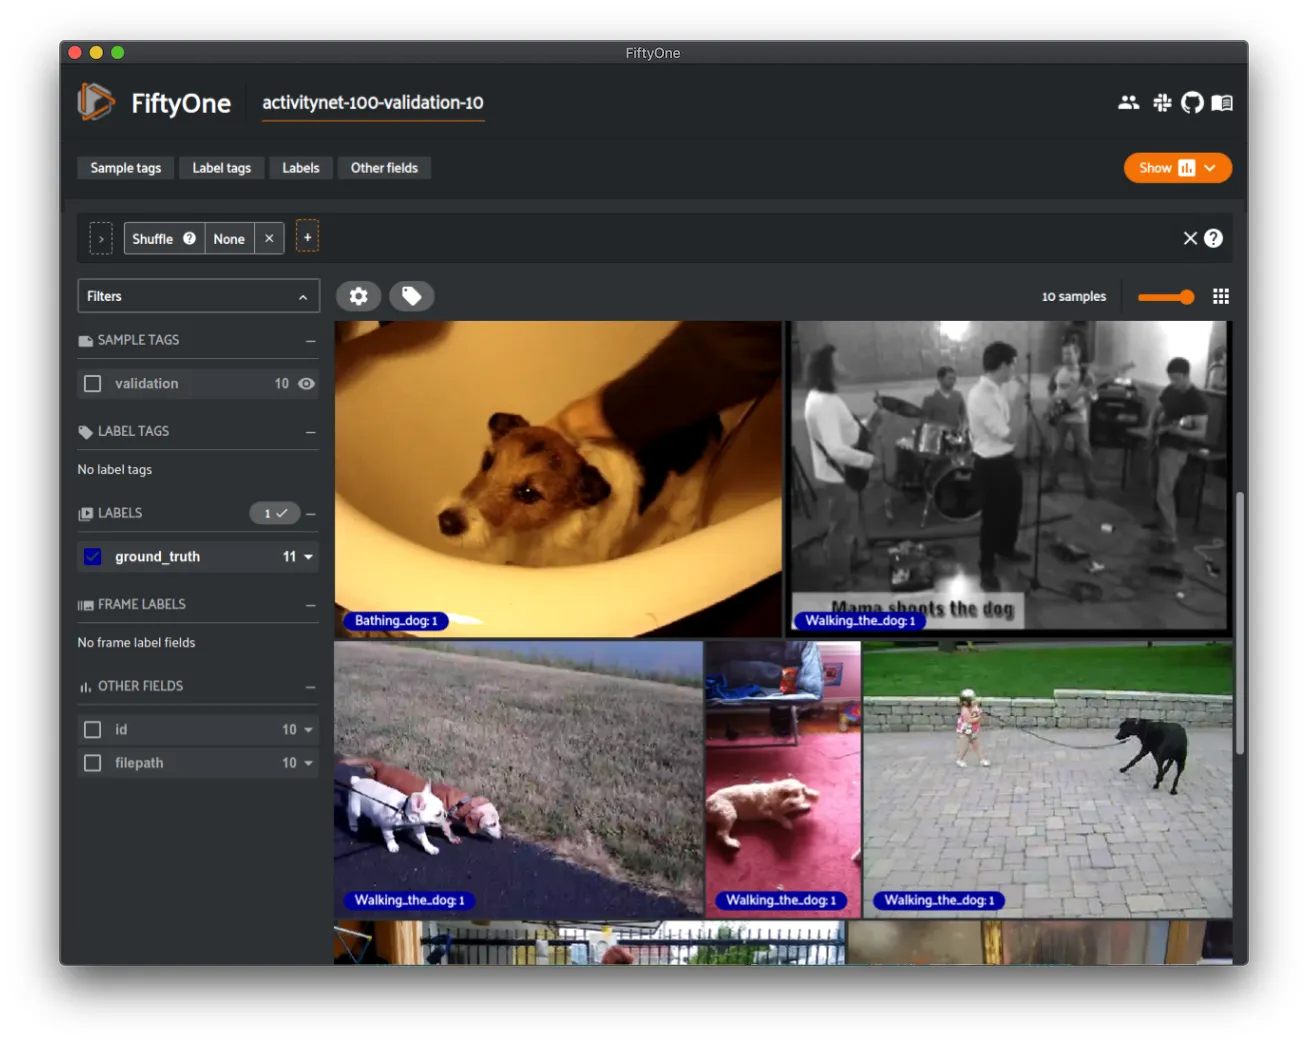 FiftyOne
FiftyOne
activitynet-100-validation-10
Sample tags
Label tags
Labels
Other fields
Show
Shuffle
None
+
Filters
10 samples
SAMPLE TAGS
validation 10
LABEL TAGS
No label tags
LABELS 1
ground_truth 11
FRAME LABELS
No frame label fields
OTHER FIELDS
id 10
filepath 10
Bathing_dog: 1
Mama shoots the dog
Walking_the_dog: 1
Walking_the_dog: 1
Walking_the_dog: 1
Walking_the_dog: 1